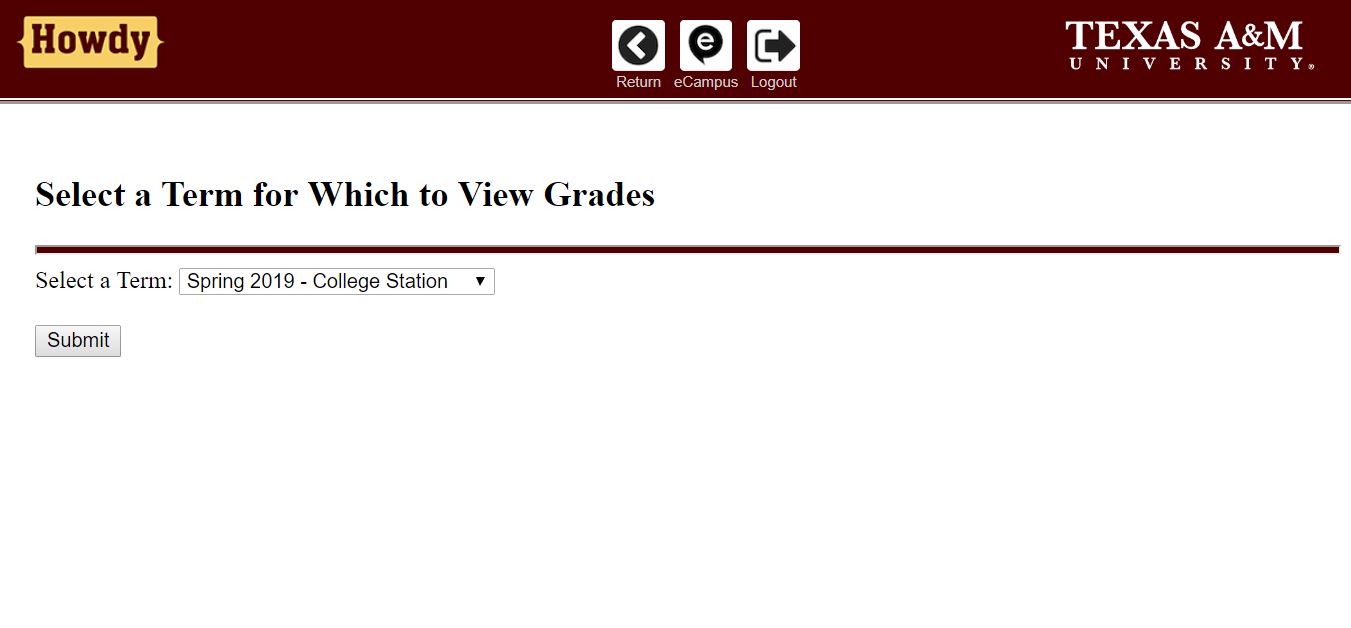 Howdy
Return eCampus Logout
TEXAS A&M
UNIVERSITY®
Select a Term for Which to View Grades
Select a Term: Spring 2019 - College Station
Submit